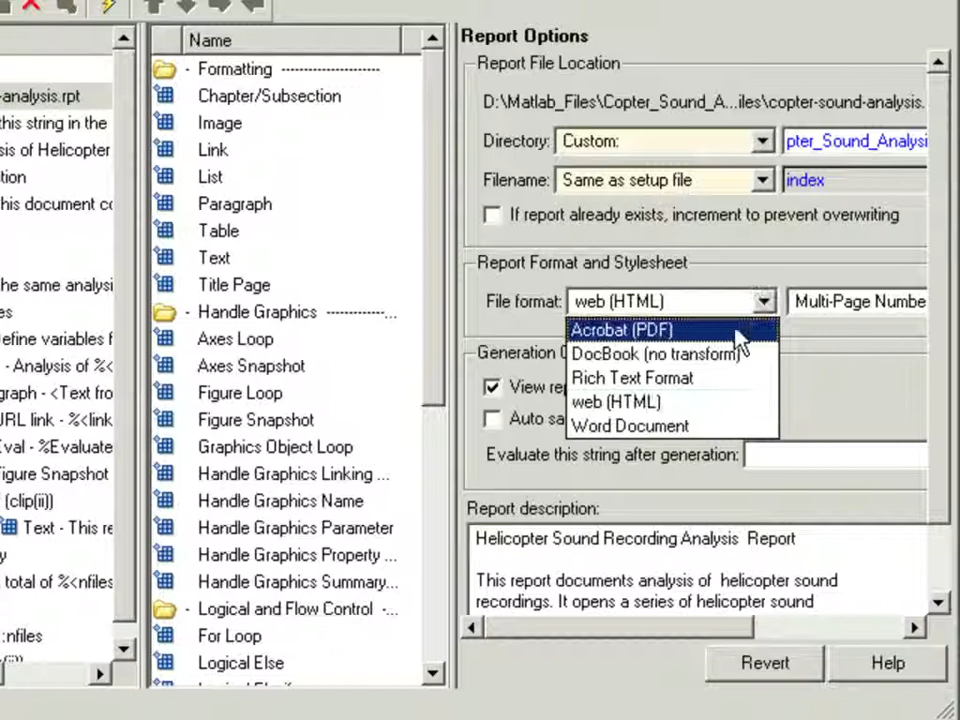 -analysis.rpt
this string in the
sis of Helicopter
tion
his document co
he same analysi
es
Define variables f
- Analysis of %<
graph - <Text fro
URL link - %<link
Eval - %Evaluate
Figure Snapshot
(clip(ii))
Text - This re
y
total of %<nfiles
:nfiles
Name
- Formatting --------------------
Chapter/Subsection
Image
Link
List
Paragraph
Table
Text
Title Page
- Handle Graphics ------------...
Axes Loop
Axes Snapshot
Figure Loop
Figure Snapshot
Graphics Object Loop
Handle Graphics Linking ...
Handle Graphics Name
Handle Graphics Parameter
Handle Graphics Property ...
Handle Graphics Summary...
- Logical and Flow Control -...
For Loop
Logical Else
Report Options
Report File Location
D:\Matlab_Files\Copter_Sound_A...iles\copter-sound-analysis.
Directory: Custom: pter_Sound_Analysi
Filename: Same as setup file index
If report already exists, increment to prevent overwriting
Report Format and Stylesheet
File format: web (HTML) Multi-Page Numbe
Acrobat (PDF)
DocBook (no transform)
Rich Text Format
web (HTML)
Word Document
Generation O
View rep
Auto sa
Evaluate this string after generation:
Report description:
Helicopter Sound Recording Analysis Report
This report documents analysis of helicopter sound
recordings. It opens a series of helicopter sound
Revert Help